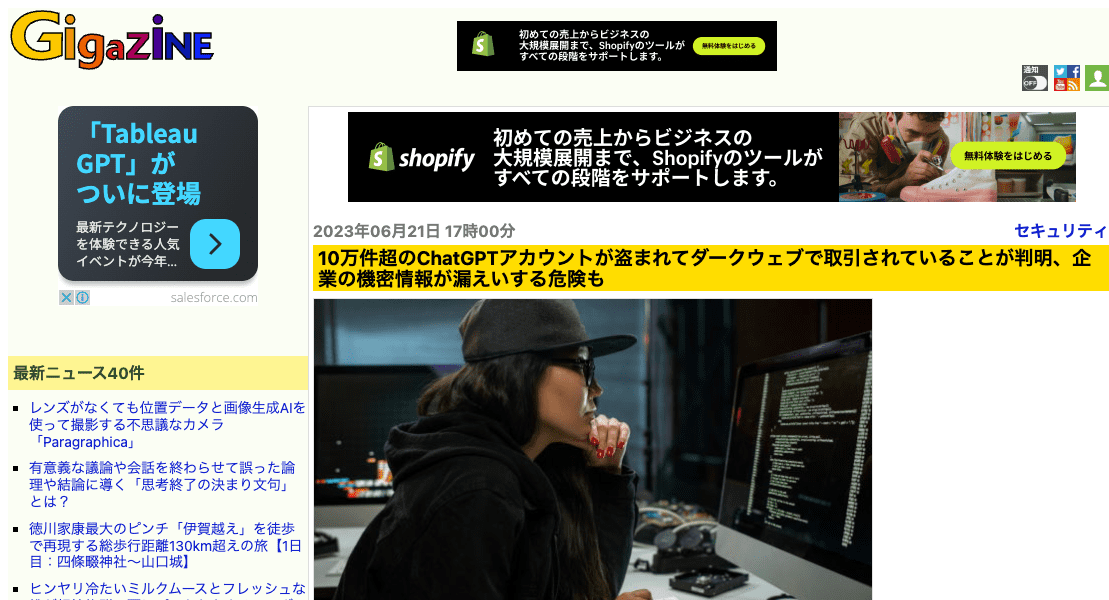 GIGAZINE
初めての売上からビジネスの
大規模展開まで、Shopifyのツールが
すべての段階をサポートします。
無料体験をはじめる
通知
OFF
「Tableau
GPT」が
ついに登場
最新テクノロジー
を体験できる人気
イベントが今年...
salesforce.com
shopify
初めての売上からビジネスの
大規模展開まで、Shopifyのツールが
すべての段階をサポートします。
無料体験をはじめる
2023年06月21日 17時00分
セキュリティ
10万件超のChatGPTアカウントが盗まれてダークウェブで取引されていることが判明、企
業の機密情報が漏えいする危険も
最新ニュース40件
レンズがなくても位置データと画像生成AIを
使って撮影する不思議なカメラ
「Paragraphica」
有意義な議論や会話を終わらせて誤った論
理や結論に導く「思考終了の決まり文句」
とは？
徳川家康最大のピンチ「伊賀越え」を徒歩
で再現する総歩行距離130km超えの旅【1日
目：四條畷神社～山口城】
ヒンヤリ冷たいミルクムースとフレッシュな